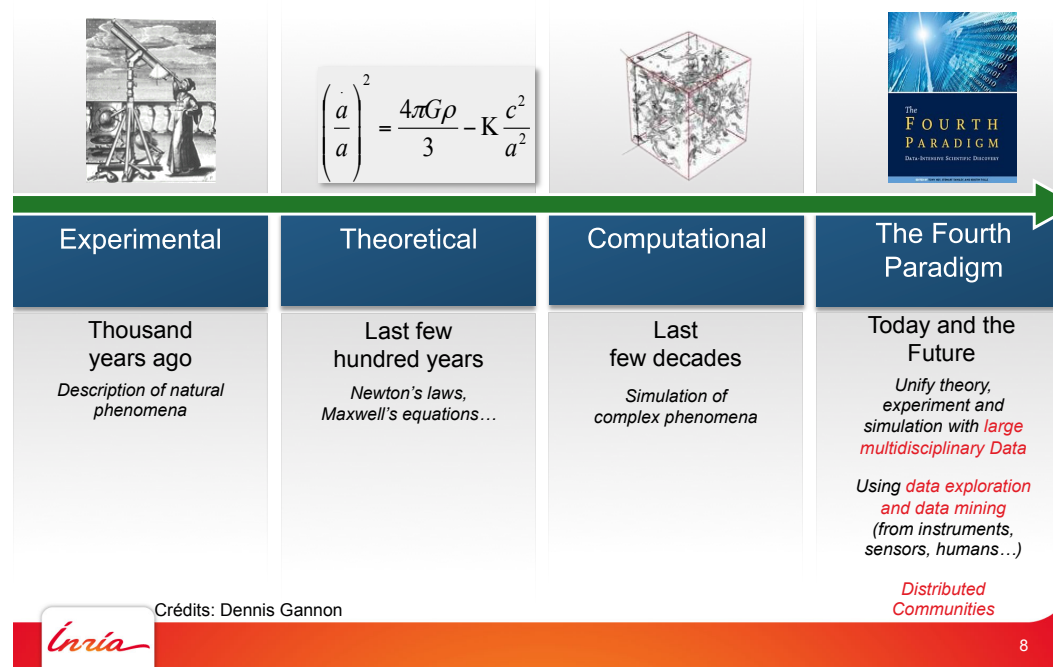 (ȧ/a)² = 4πGρ/3 − K c²/a²
The
FOURTH
PARADIGM
DATA-INTENSIVE SCIENTIFIC DISCOVERY
Experimental
Theoretical
Computational
The Fourth
Paradigm
Thousand
years ago
Description of natural
phenomena
Last few
hundred years
Newton's laws,
Maxwell's equations…
Last
few decades
Simulation of
complex phenomena
Today and the
Future
Unify theory,
experiment and
simulation with large
multidisciplinary Data
Using data exploration
and data mining
(from instruments,
sensors, humans…)
Distributed
Communities
Crédits: Dennis Gannon
Inría
8